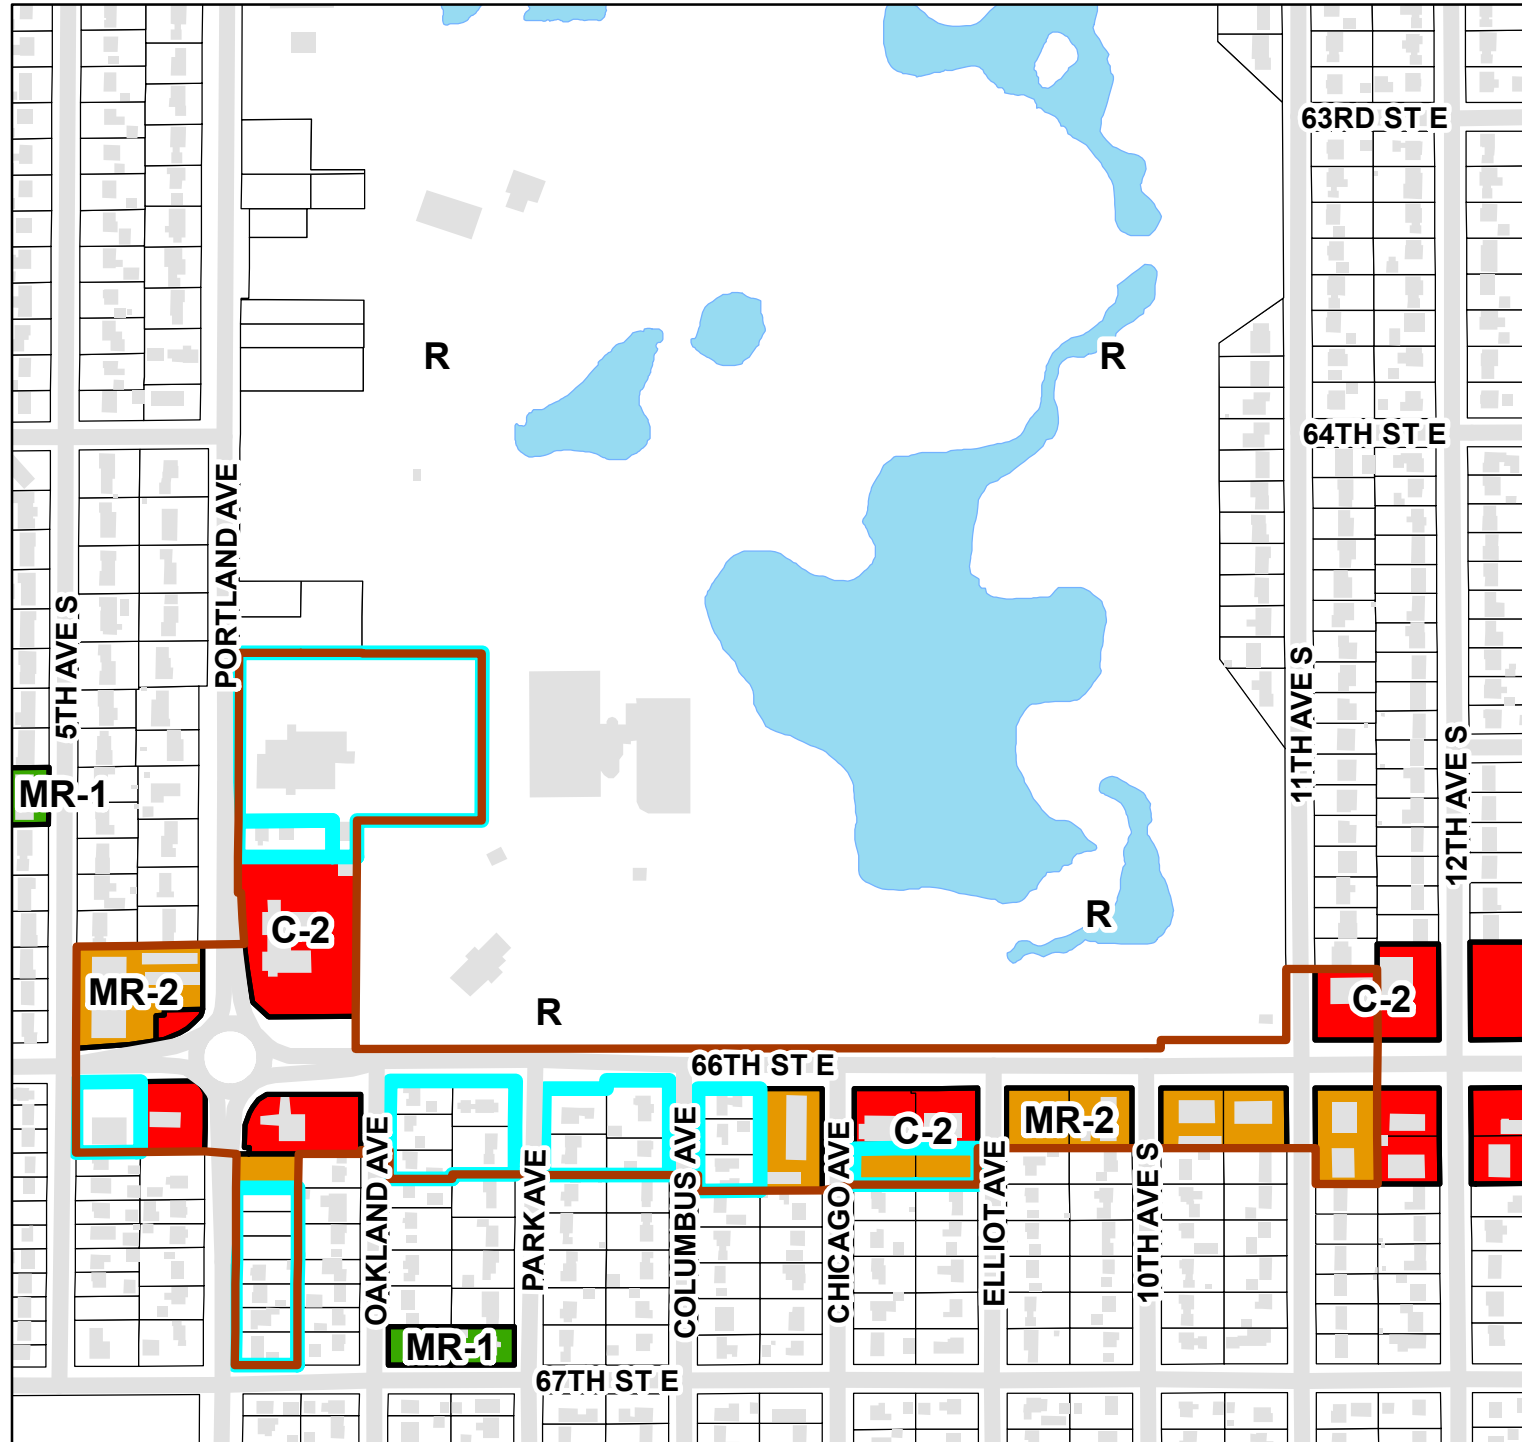 63RD ST E
R
R
64TH ST E
PORTLAND AVE
5TH AVE S
11TH AVE S
12TH AVE S
MR-1
C-2
R
MR-2
C-2
R
66TH ST E
C-2
MR-2
OAKLAND AVE
PARK AVE
COLUMBUS AVE
CHICAGO AVE
ELLIOT AVE
10TH AVE S
MR-1
67TH ST E